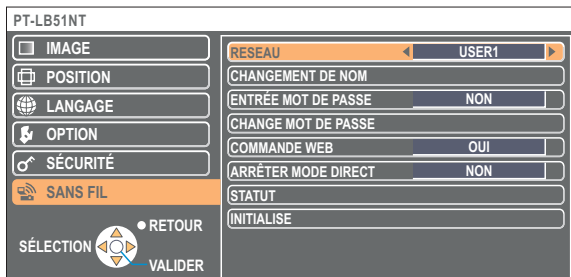 PT-LB51NT
IMAGE
POSITION
LANGAGE
OPTION
SÉCURITÉ
SANS FIL
RETOUR
SÉLECTION
VALIDER
RESEAU USER1
CHANGEMENT DE NOM
ENTRÉE MOT DE PASSE NON
CHANGE MOT DE PASSE
COMMANDE WEB OUI
ARRÊTER MODE DIRECT NON
STATUT
INITIALISE